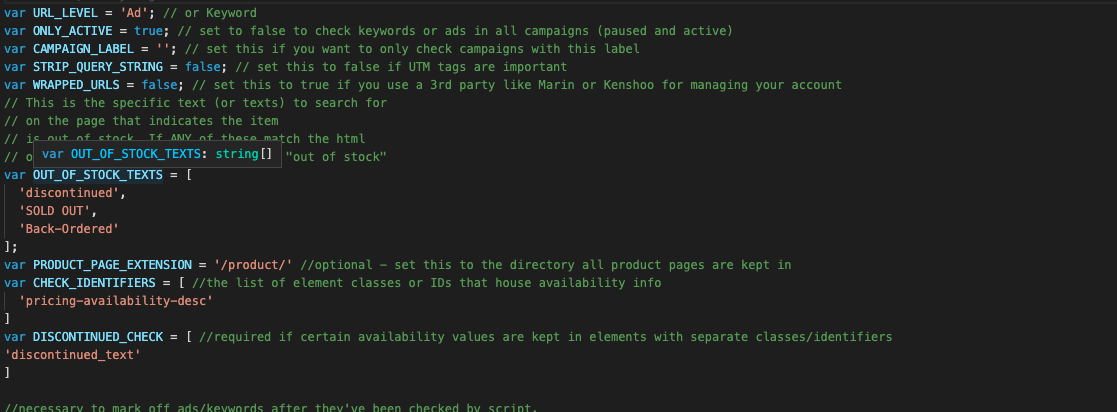 var URL_LEVEL = 'Ad'; // or Keyword
var ONLY_ACTIVE = true; // set to false to check keywords or ads in all campaigns (paused and active)
var CAMPAIGN_LABEL = ''; // set this if you want to only check campaigns with this label
var STRIP_QUERY_STRING = false; // set this to false if UTM tags are important
var WRAPPED_URLS = false; // set this to true if you use a 3rd party like Marin or Kenshoo for managing your account
// This is the specific text (or texts) to search for
// on the page that indicates the item
// is out of stock. If ANY of these match the html
// o "out of stock"
var OUT_OF_STOCK_TEXTS: string[]
var OUT_OF_STOCK_TEXTS = [
'discontinued',
'SOLD OUT',
'Back-Ordered'
];
var PRODUCT_PAGE_EXTENSION = '/product/' //optional - set this to the directory all product pages are kept in
var CHECK_IDENTIFIERS = [ //the list of element classes or IDs that house availability info
'pricing-availability-desc'
]
var DISCONTINUED_CHECK = [ //required if certain availability values are kept in elements with separate classes/identifiers
'discontinued_text'
]
//necessary to mark off ads/keywords after they've been checked by script.